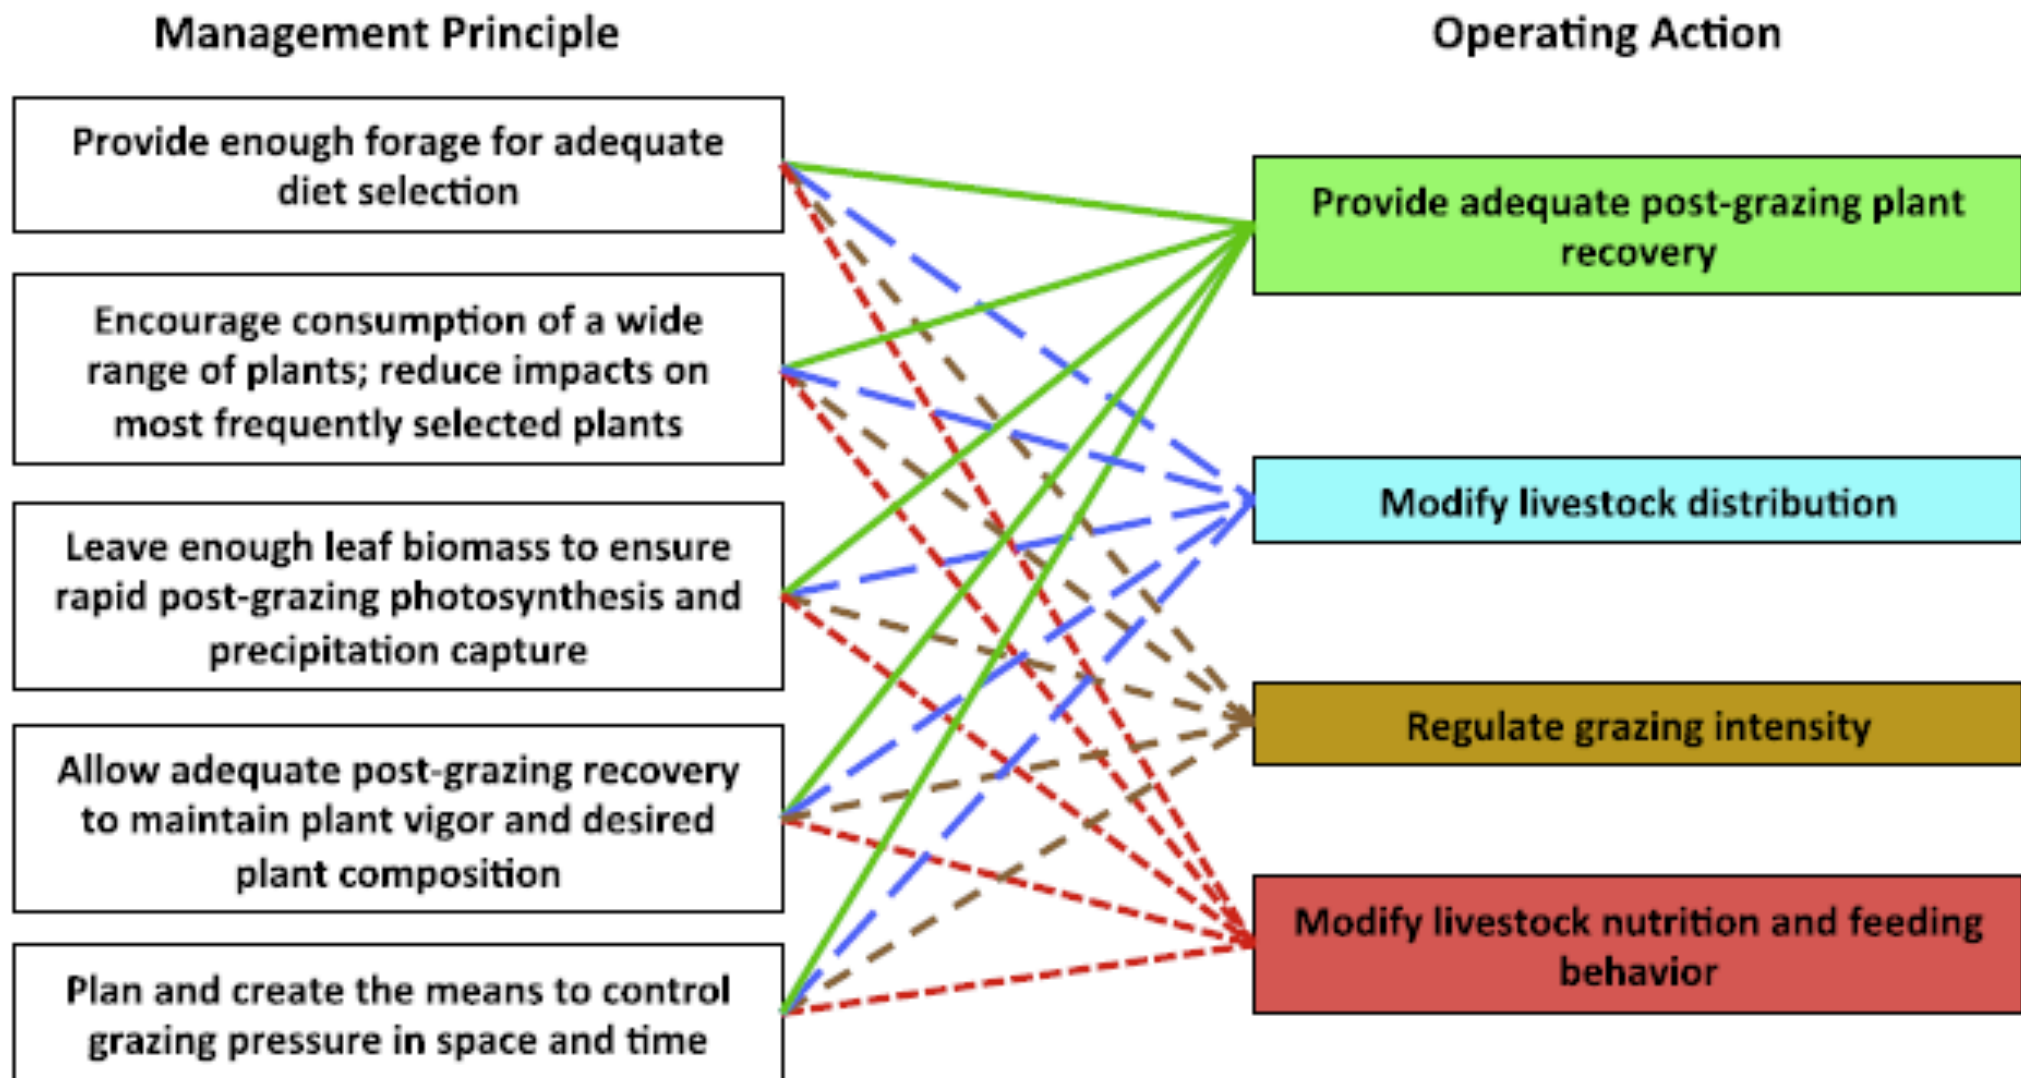 Management Principle
Operating Action
Provide enough forage for adequate
diet selection
Encourage consumption of a wide
range of plants; reduce impacts on
most frequently selected plants
Leave enough leaf biomass to ensure
rapid post-grazing photosynthesis and
precipitation capture
Allow adequate post-grazing recovery
to maintain plant vigor and desired
plant composition
Plan and create the means to control
grazing pressure in space and time
Provide adequate post-grazing plant
recovery
Modify livestock distribution
Regulate grazing intensity
Modify livestock nutrition and feeding
behavior